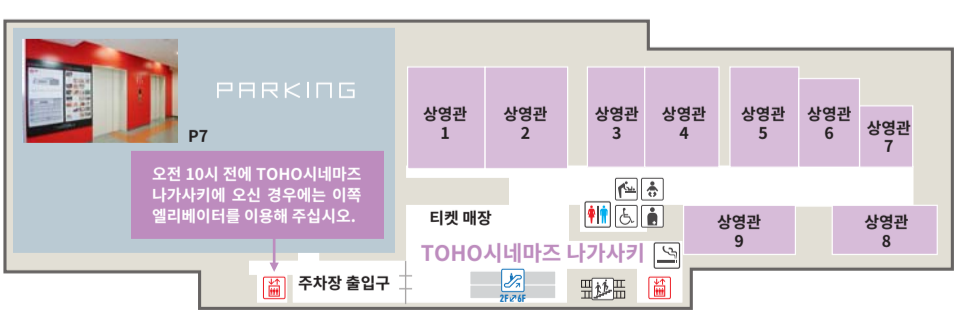 PARKING
P7
오전 10시 전에 TOHO시네마즈
나가사키에 오신 경우에는 이쪽
엘리베이터를 이용해 주십시오.
주차장 출입구
상영관
1
상영관
2
상영관
3
상영관
4
상영관
5
상영관
6
상영관
7
티켓 매장
TOHO시네마즈 나가사키
상영관
9
상영관
8
2F⇄6F